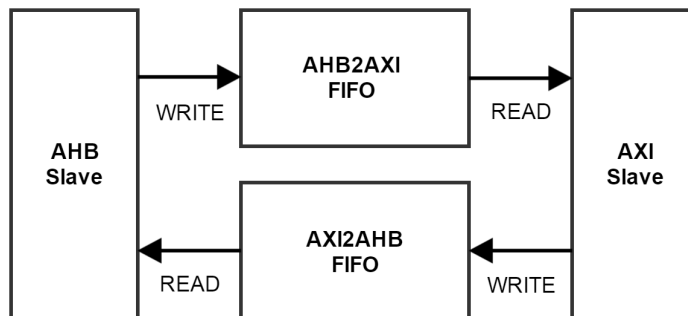 AHB
Slave
WRITE
AHB2AXI
FIFO
READ
AXI
Slave
READ
AXI2AHB
FIFO
WRITE